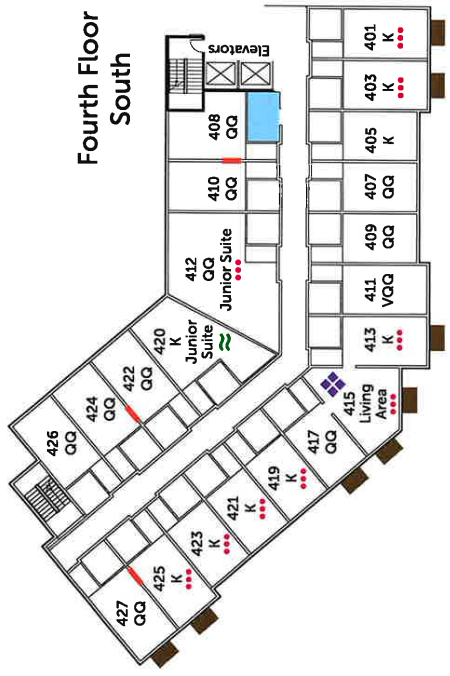 Fourth Floor
South
Elevators
408
QQ
410
QQ
412
QQ
Junior Suite
420
K
Junior
Suite
422
QQ
424
QQ
426
QQ
401
K
403
K
405
K
407
QQ
409
QQ
411
VQQ
413
K
415
Living
Area
417
QQ
419
K
421
K
423
K
425
K
427
QQ